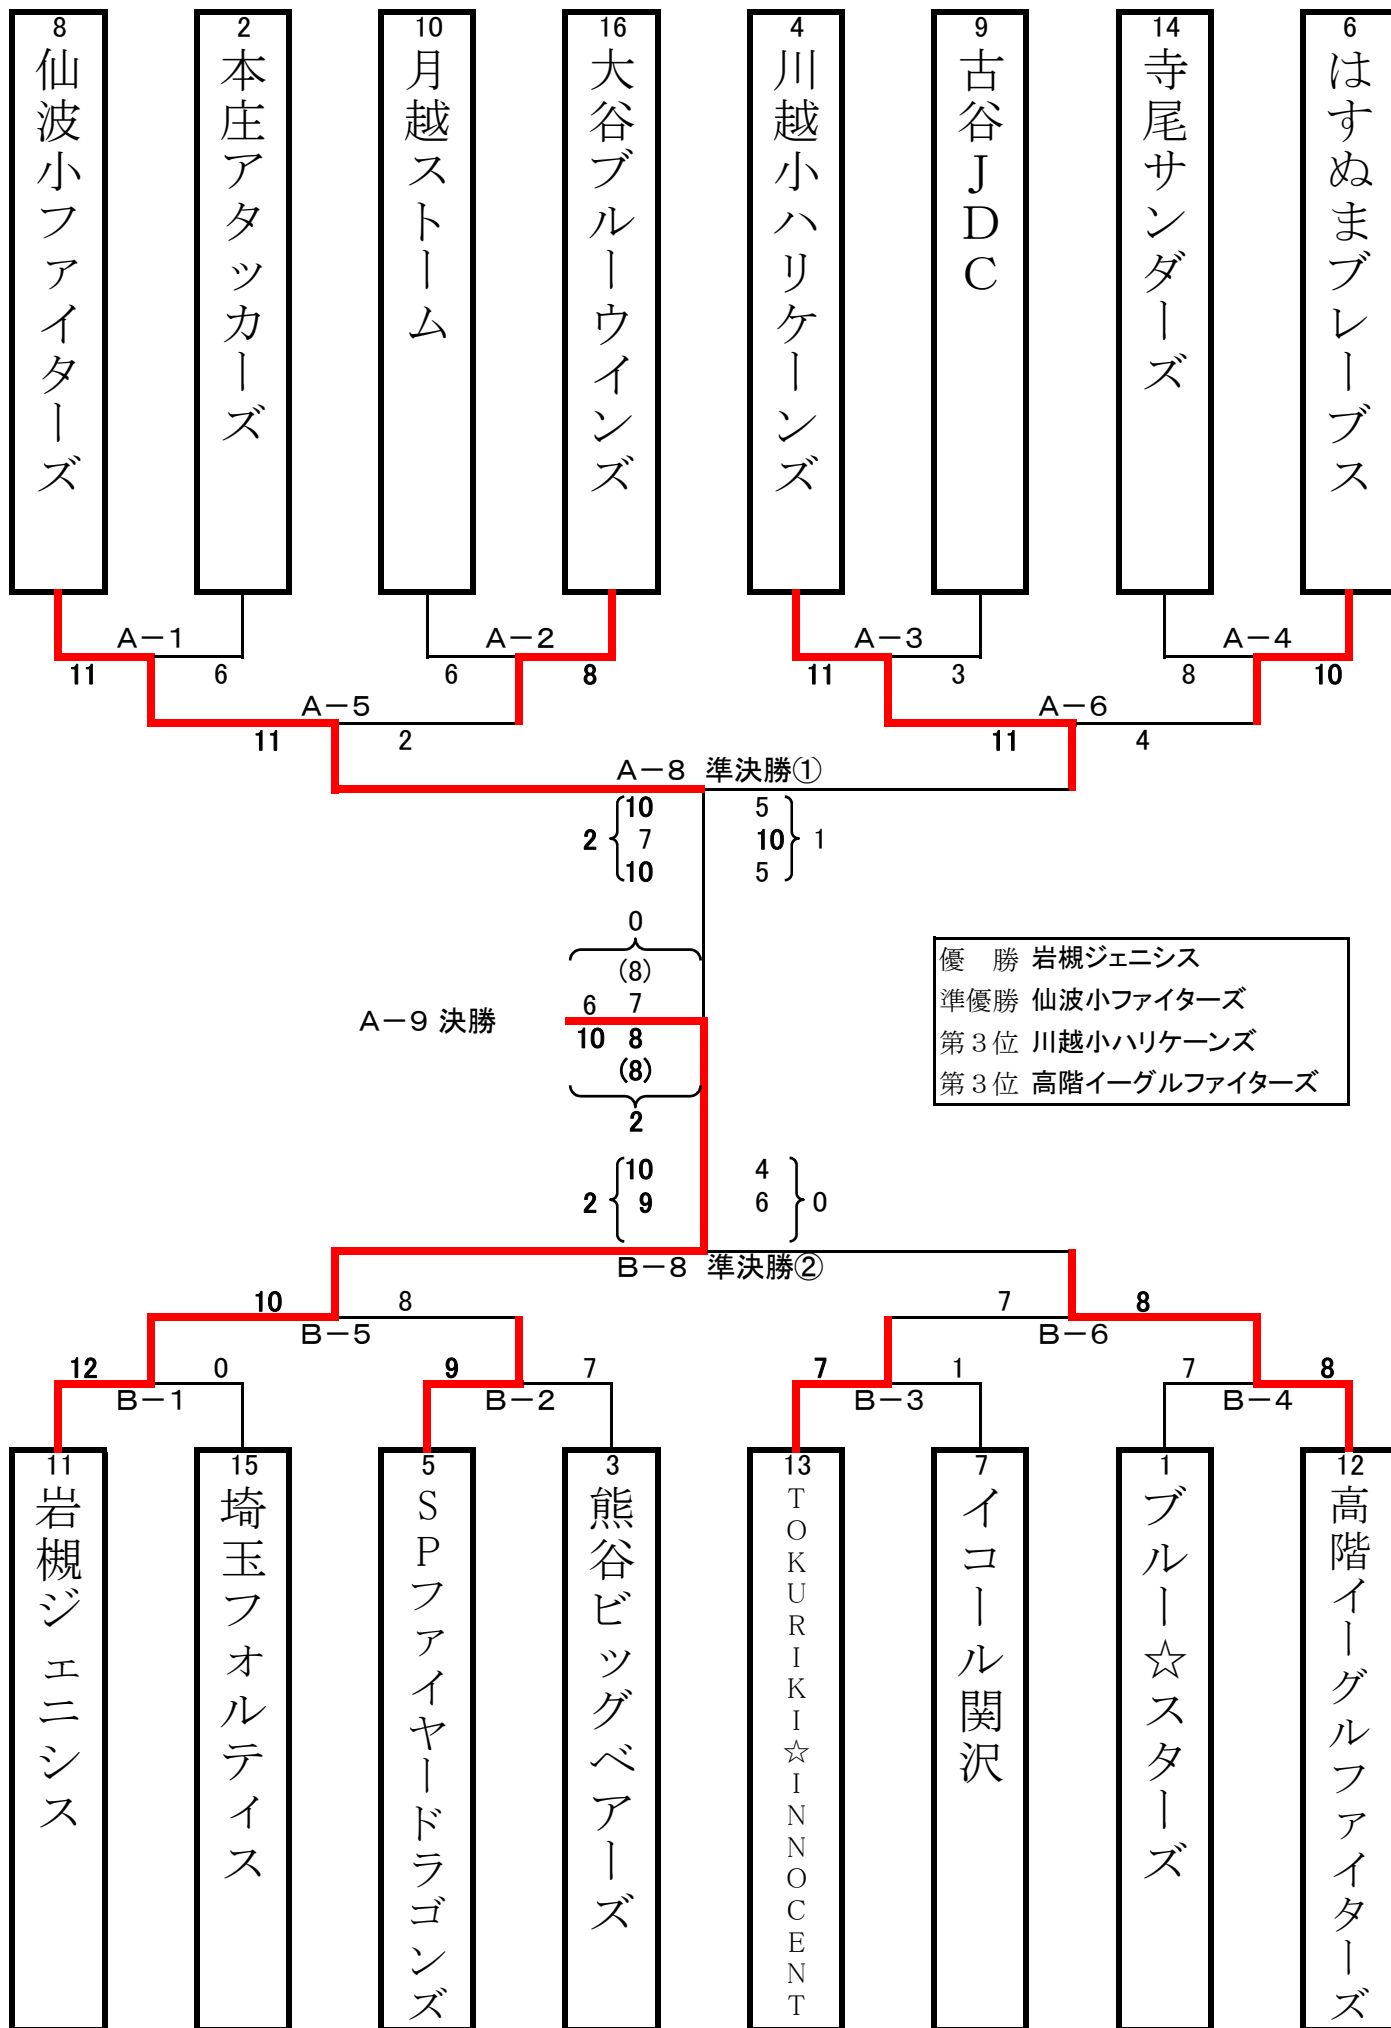 8 2 10 16 4 9 14 6
仙波小ファイターズ
本庄アタッカーズ
月越ストーム
大谷ブルーウインズ
川越小ハリケーンズ
古谷JDC
寺尾サンダーズ
はすぬまブレーブス
A-1 A-2 A-3 A-4
11 6 6 8 11 3 8 10
A-5 A-6
11 2 11 4
A-8 準決勝①
10 5
2 7 10 1
10 5
0
(8)
6 7
A-9 決勝
10 8
(8)
2
優 勝 岩槻ジェニシス
準優勝 仙波小ファイターズ
第3位 川越小ハリケーンズ
第3位 高階イーグルファイターズ
10 4
2 9 6 0
B-8 準決勝②
10 8 7 8
B-5 B-6
12 0 9 7 7 1 7 8
B-1 B-2 B-3 B-4
11 15 5 3 13 7 1 12
岩槻ジェニシス
埼玉フォルティス
SPファイヤードラゴンズ
熊谷ビッグベアーズ
TOKURIKI☆INNOCENT
イコール関沢
ブルー☆スターズ
高階イーグルファイターズ